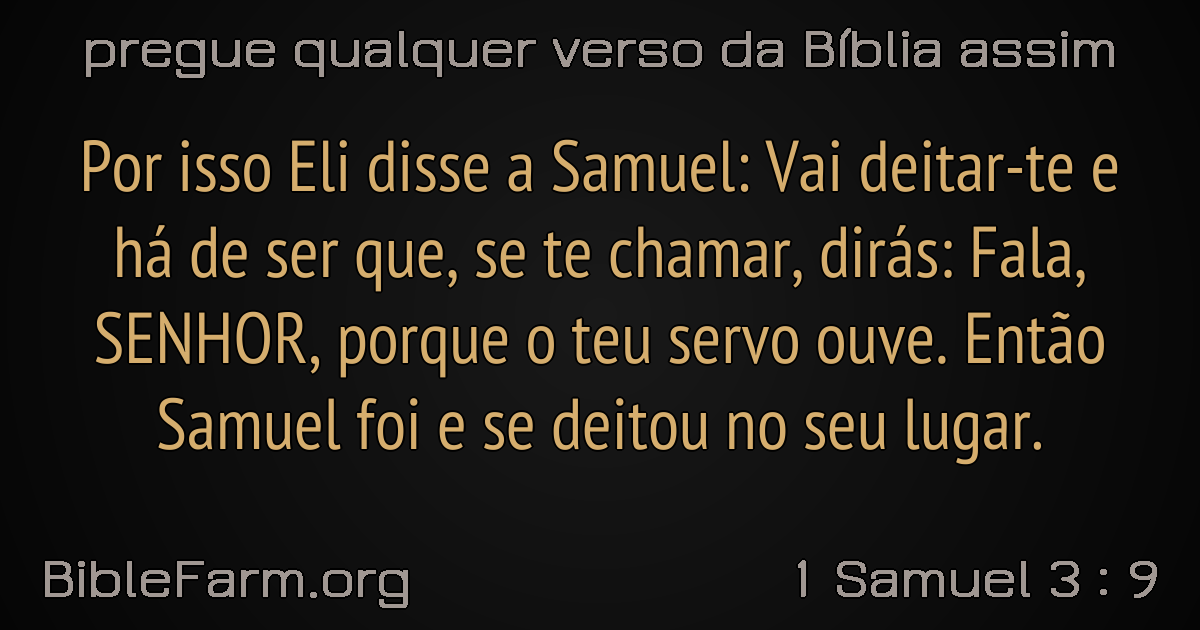 pregue qualquer verso da Bíblia assim
Por isso Eli disse a Samuel: Vai deitar-te e
há de ser que, se te chamar, dirás: Fala,
SENHOR, porque o teu servo ouve. Então
Samuel foi e se deitou no seu lugar.
BibleFarm.org
1 Samuel 3 : 9